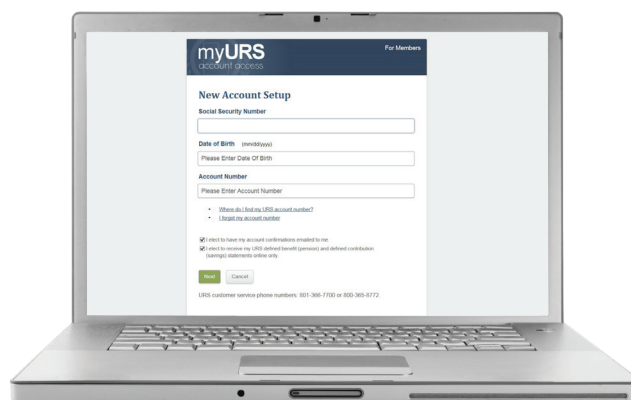 myURS
account access
For Members
New Account Setup
Social Security Number
Date of Birth (mm/dd/yyy)
Please Enter Date Of Birth
Account Number
Please Enter Account Number
Where do I find my URS account number?
I forgot my account number
I elect to have my account confirmations emailed to me.
I elect to receive my URS defined benefit (pension) and defined contribution
(savings) statements online only.
Next Cancel
URS customer service phone numbers: 801-366-7700 or 800-365-8772